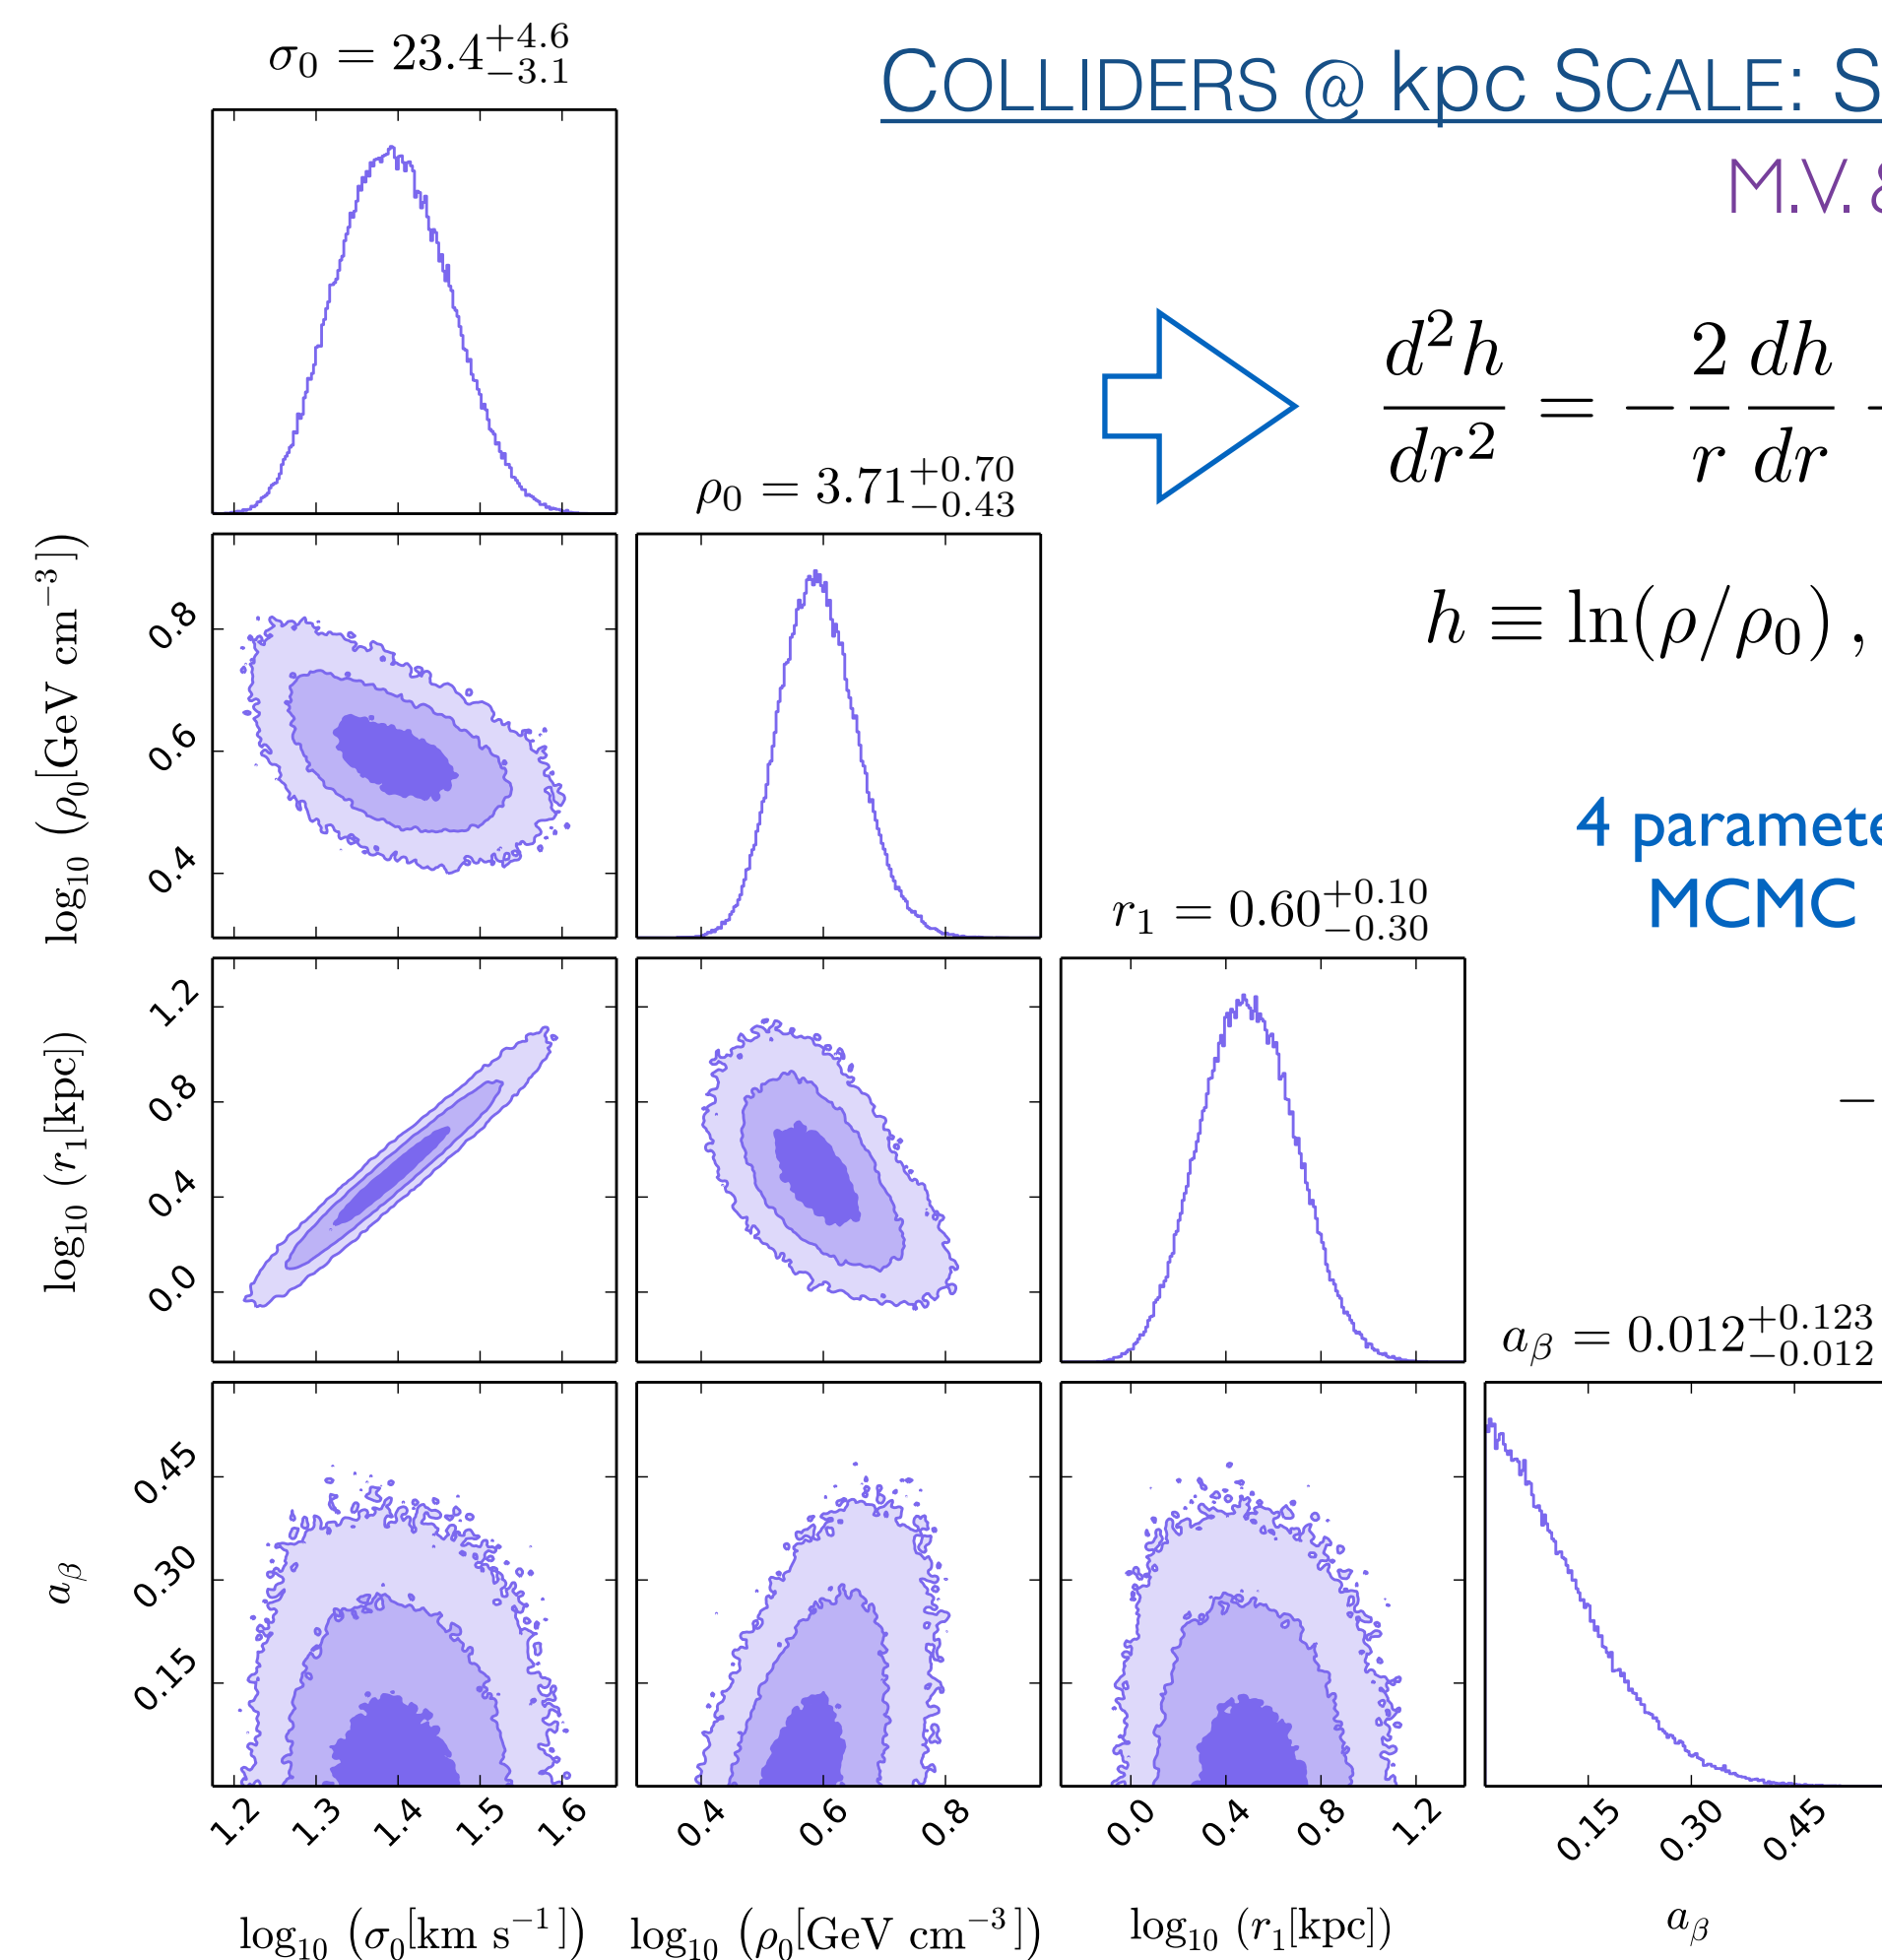 σ₀ = 23.4^{+4.6}_{−3.1}
COLLIDERS @ kpc SCALE: S
M.V. &
d²h/dr² = −(2/r)(dh/dr) −
ρ₀ = 3.71^{+0.70}_{−0.43}
h ≡ ln(ρ/ρ₀) ,
log₁₀ (ρ₀[GeV cm⁻³])
0.8
0.6
0.4
4 paramete
MCMC
r₁ = 0.60^{+0.10}_{−0.30}
log₁₀ (r₁[kpc])
1.2
0.8
0.4
0.0
−
a_β = 0.012^{+0.123}_{−0.012}
a_β
0.45
0.30
0.15
1.2 1.3 1.4 1.5 1.6 0.4 0.6 0.8 0.0 0.4 0.8 1.2 0.15 0.30 0.45
log₁₀ (σ₀[km s⁻¹]) log₁₀ (ρ₀[GeV cm⁻³]) log₁₀ (r₁[kpc]) a_β